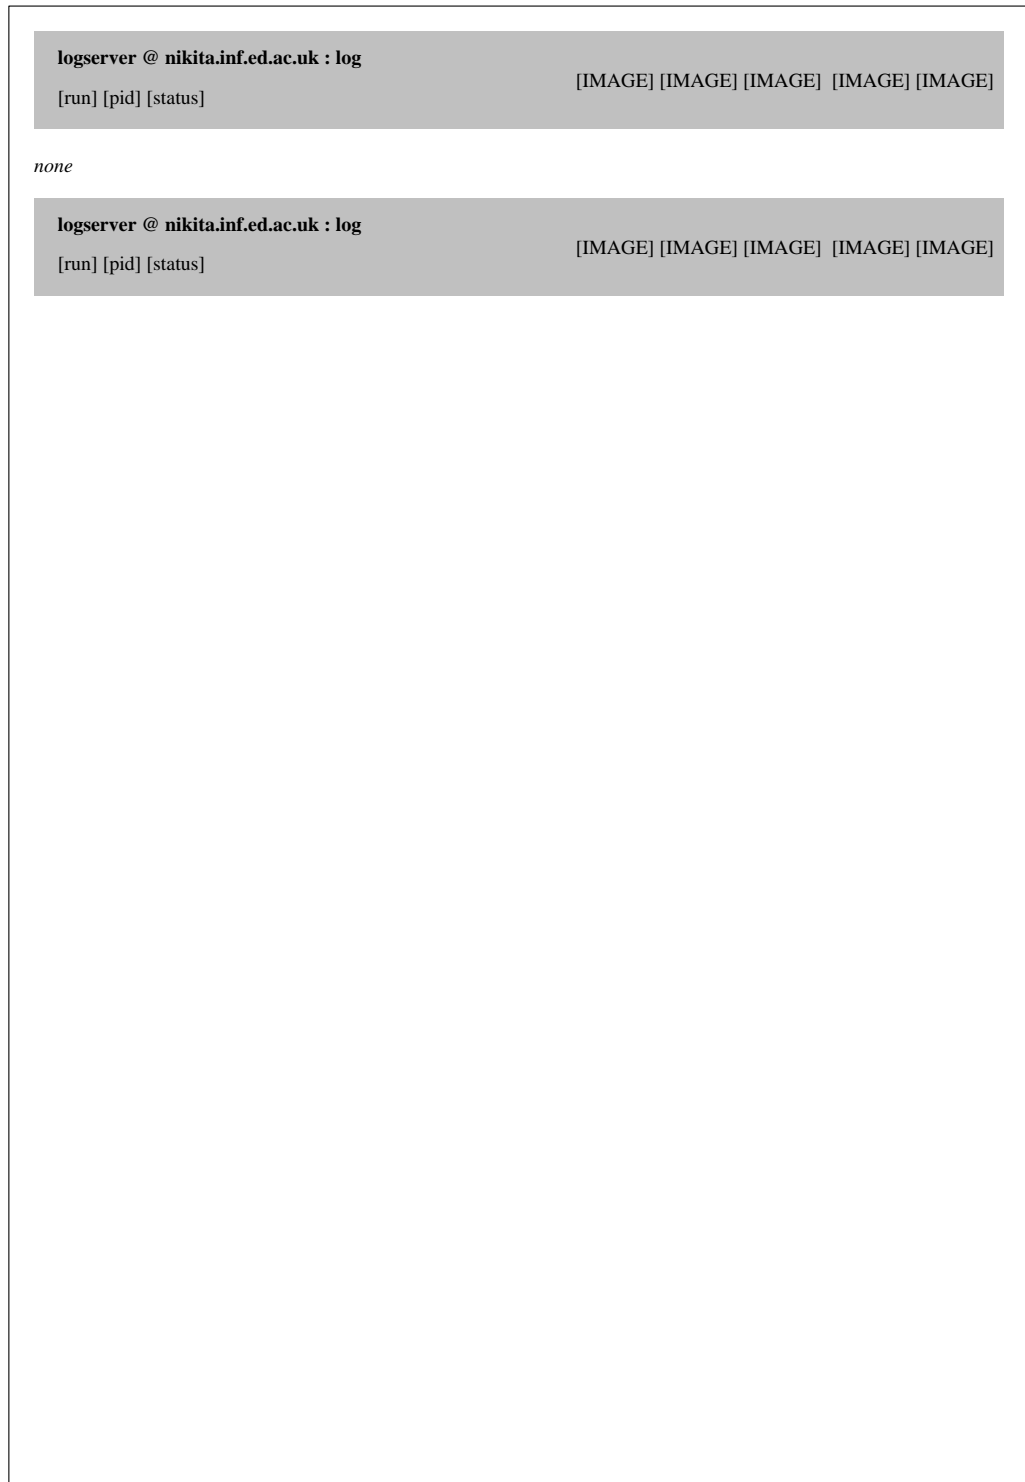 logserver @ nikita.inf.ed.ac.uk : log
[run] [pid] [status]
[IMAGE] [IMAGE] [IMAGE] [IMAGE] [IMAGE]
none
logserver @ nikita.inf.ed.ac.uk : log
[run] [pid] [status]
[IMAGE] [IMAGE] [IMAGE] [IMAGE] [IMAGE]